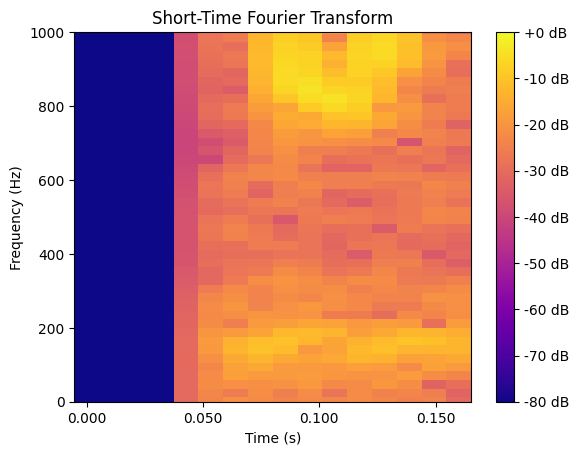 Short-Time Fourier Transform
1000
800
600
400
200
0
Frequency (Hz)
0.000
0.050
0.100
0.150
Time (s)
+0 dB
-10 dB
-20 dB
-30 dB
-40 dB
-50 dB
-60 dB
-70 dB
-80 dB